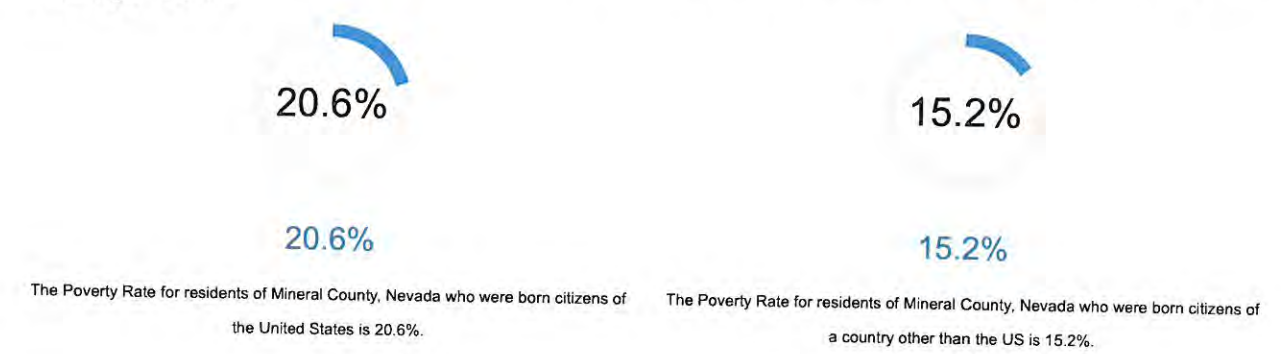 20.6%
15.2%
20.6%
15.2%
The Poverty Rate for residents of Mineral County, Nevada who were born citizens of
the United States is 20.6%.
The Poverty Rate for residents of Mineral County, Nevada who were born citizens of
a country other than the US is 15.2%.